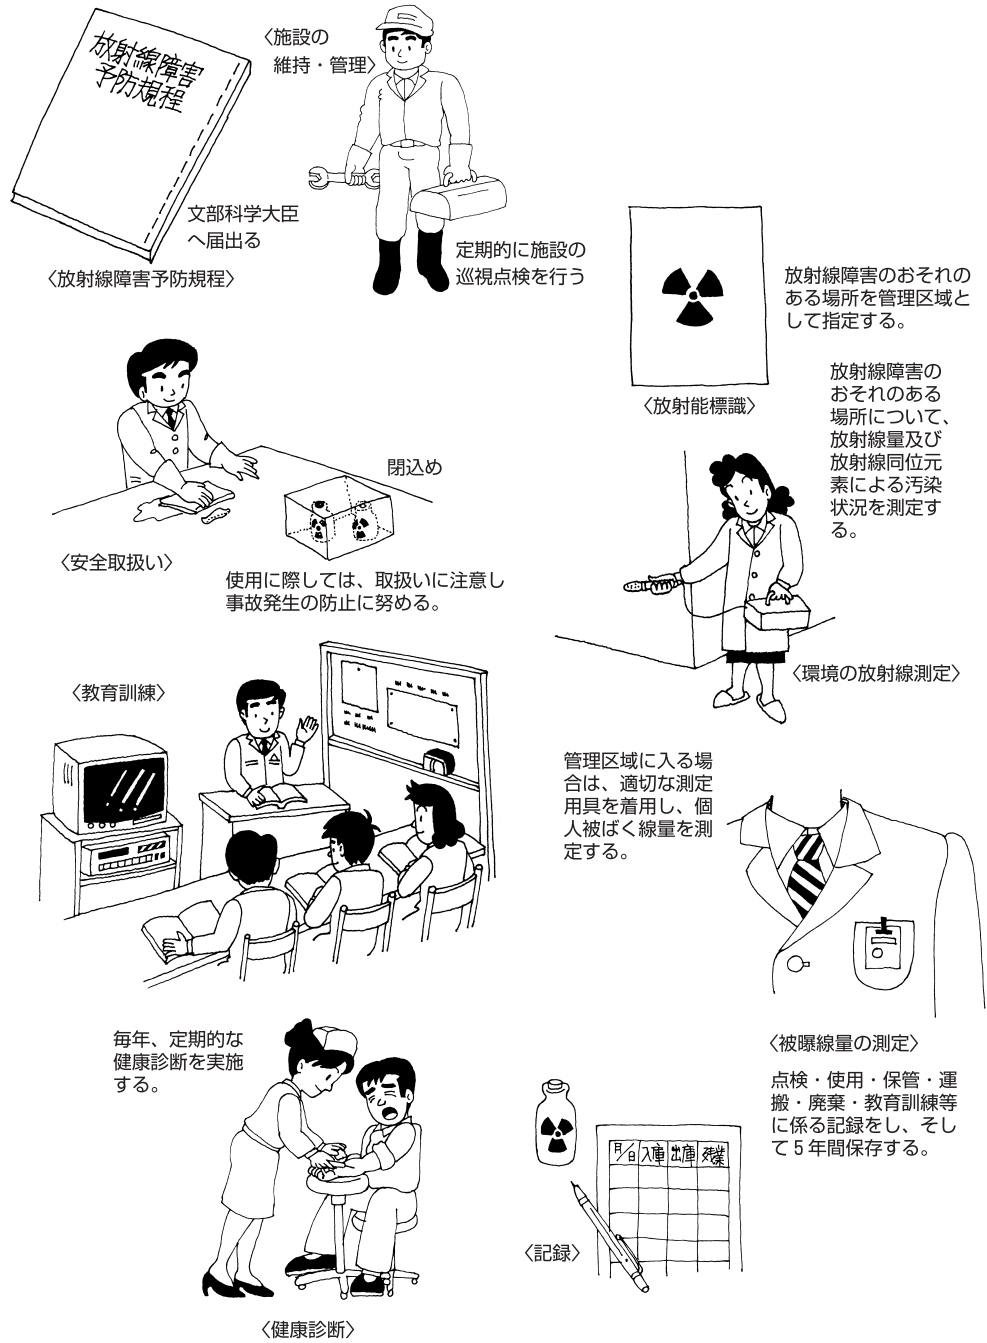 放射線障害
予防規程
文部科学大臣
へ届出る
〈放射線障害予防規程〉
〈施設の
維持・管理〉
定期的に施設の
巡視点検を行う
放射線障害のおそれの
ある場所を管理区域と
して指定する。
〈放射能標識〉
放射線障害の
おそれのある
場所について、
放射線量及び
放射線同位元
素による汚染
状況を測定す
る。
〈環境の放射線測定〉
閉込め
〈安全取扱い〉
使用に際しては、取扱いに注意し
事故発生の防止に努める。
〈教育訓練〉
管理区域に入る場
合は、適切な測定
用具を着用し、個
人被ばく線量を測
定する。
〈被曝線量の測定〉
毎年、定期的な
健康診断を実施
する。
〈健康診断〉
点検・使用・保管・運
搬・廃棄・教育訓練等
に係る記録をし、そし
て5年間保存する。
月/日 入庫 出庫 残業
〈記録〉